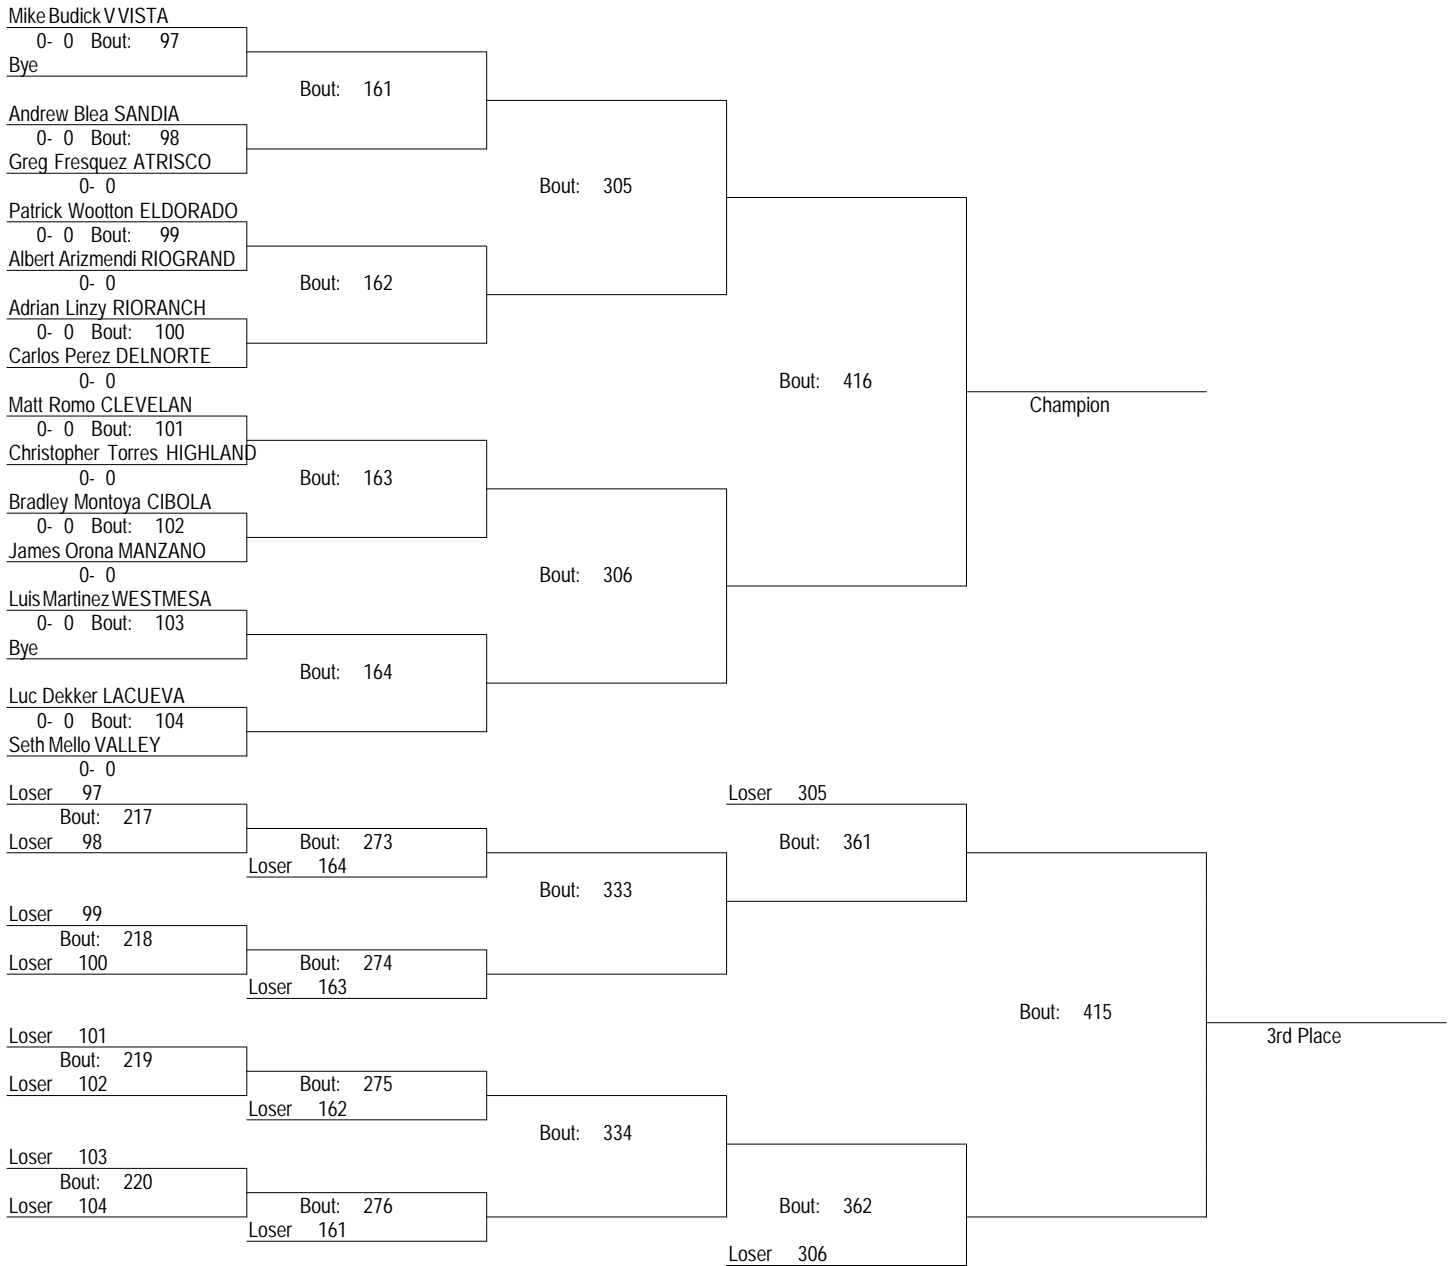 Mike Budick V VISTA
0- 0 Bout: 97
Bye
Bout: 161
Andrew Blea SANDIA
0- 0 Bout: 98
Greg Fresquez ATRISCO
0- 0
Bout: 305
Patrick Wootton ELDORADO
0- 0 Bout: 99
Albert Arizmendi RIOGRAND
0- 0
Bout: 162
Adrian Linzy RIORANCH
0- 0 Bout: 100
Carlos Perez DELNORTE
0- 0
Bout: 416
Champion
Matt Romo CLEVELAN
0- 0 Bout: 101
Christopher Torres HIGHLAND
0- 0
Bout: 163
Bradley Montoya CIBOLA
0- 0 Bout: 102
James Orona MANZANO
0- 0
Bout: 306
Luis Martinez WESTMESA
0- 0 Bout: 103
Bye
Bout: 164
Luc Dekker LACUEVA
0- 0 Bout: 104
Seth Mello VALLEY
0- 0
Loser 97
Bout: 217
Loser 98
Bout: 273
Loser 164
Loser 305
Bout: 361
Bout: 333
Loser 99
Bout: 218
Loser 100
Bout: 274
Loser 163
Bout: 415
3rd Place
Loser 101
Bout: 219
Loser 102
Bout: 275
Loser 162
Bout: 334
Loser 103
Bout: 220
Loser 104
Bout: 276
Loser 161
Bout: 362
Loser 306